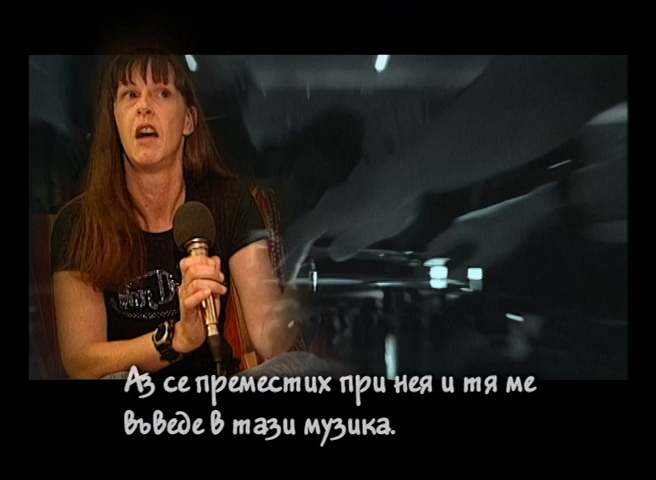 Аз се преместих при нея и тя ме
въведе в тази музика.